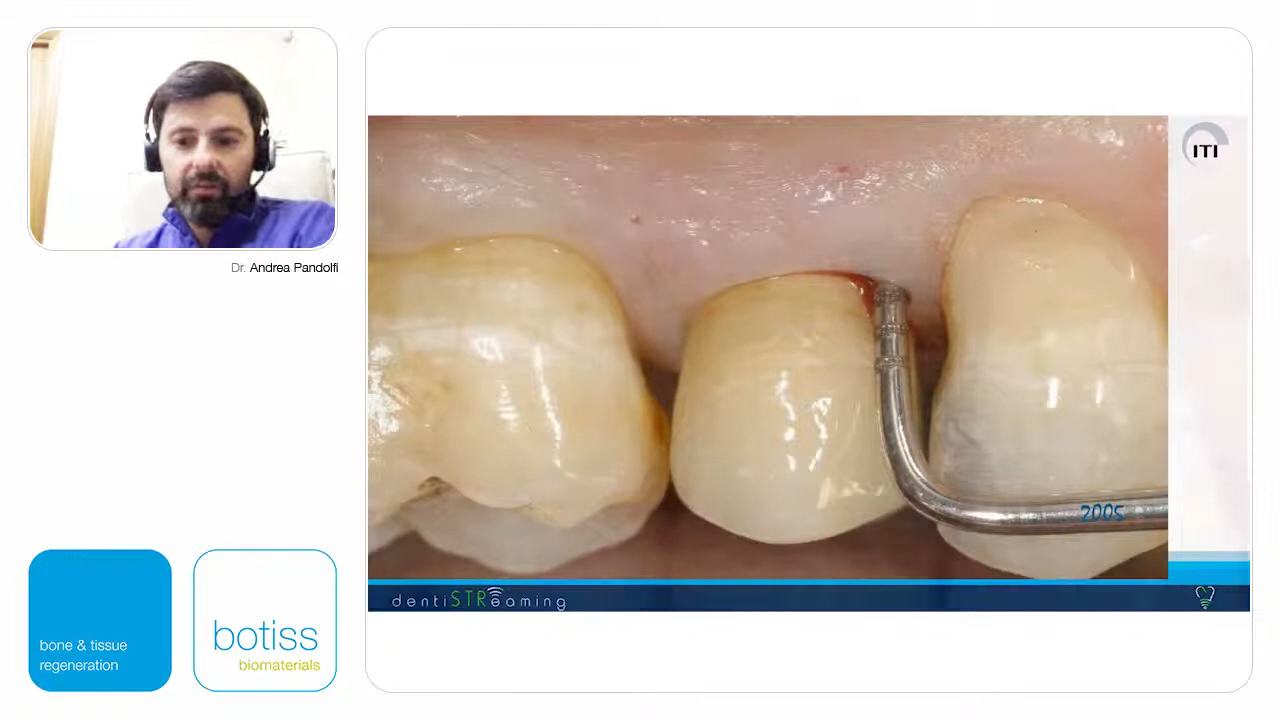 Dr. Andrea Pandolfi
bone & tissue
regeneration
botiss
biomaterials
ITI
2005
dentiSTReaming